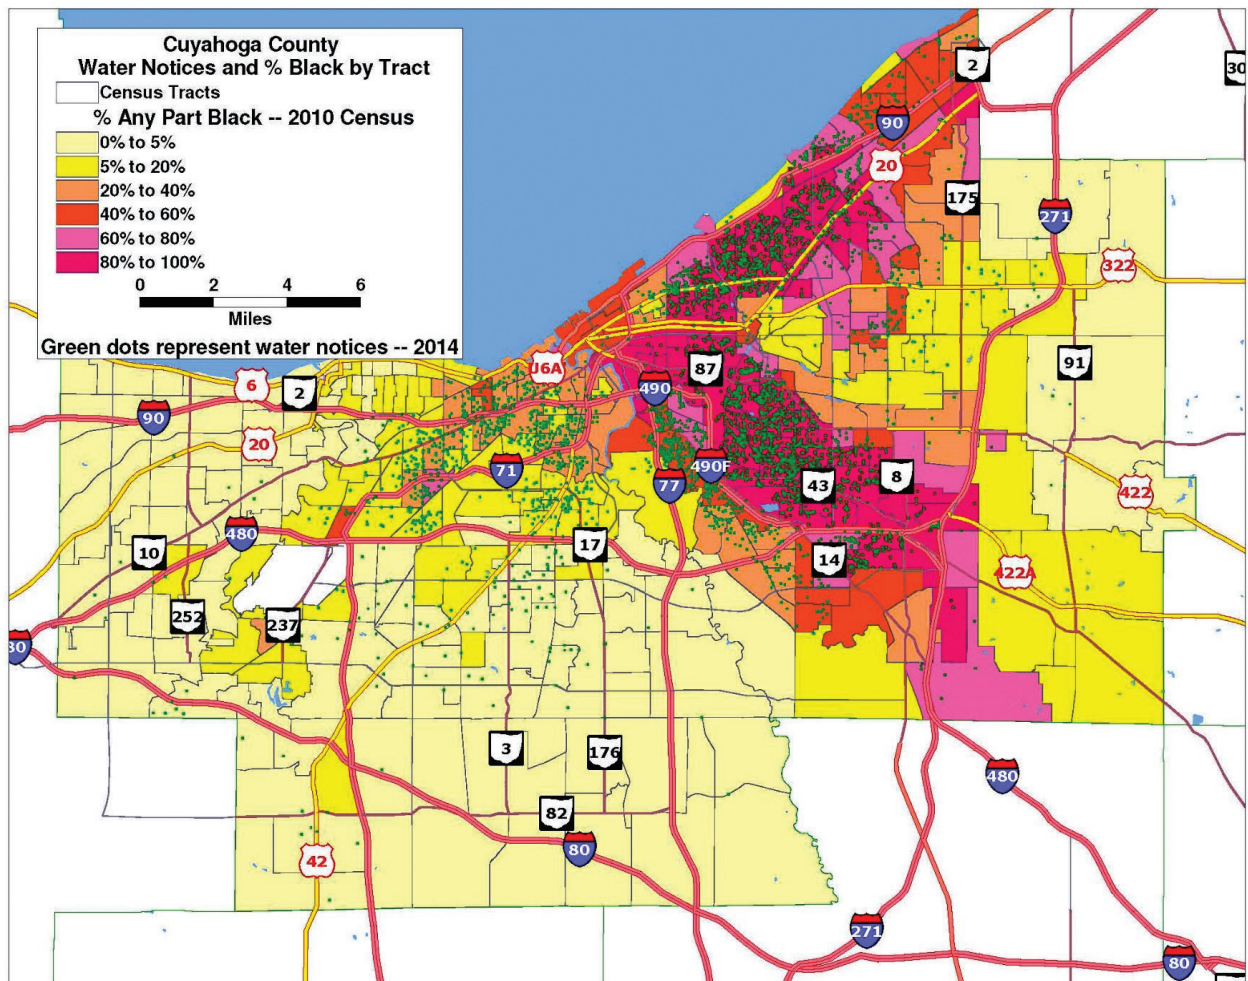 Cuyahoga County
Water Notices and % Black by Tract
Census Tracts
% Any Part Black -- 2010 Census
0% to 5%
5% to 20%
20% to 40%
40% to 60%
60% to 80%
80% to 100%
0 2 4 6
Miles
Green dots represent water notices -- 2014
2
30
90
20
175
271
322
6
2
U6A
87
490
91
90
20
71
490F
77
43
8
422
480
10
17
14
422A
252
237
80
3
176
480
82
80
42
271
80